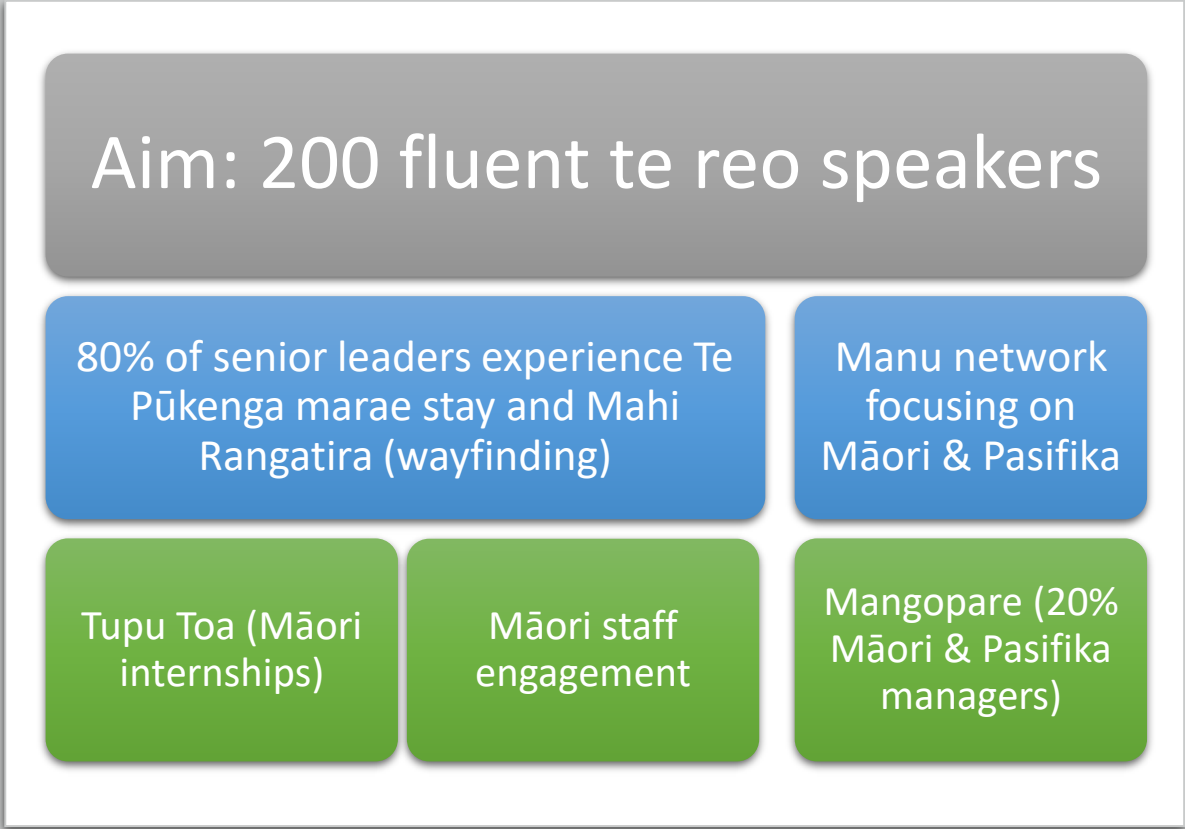 Aim: 200 fluent te reo speakers
80% of senior leaders experience Te
Pūkenga marae stay and Mahi
Rangatira (wayfinding)
Manu network
focusing on
Māori & Pasifika
Tupu Toa (Māori
internships)
Māori staff
engagement
Mangopare (20%
Māori & Pasifika
managers)